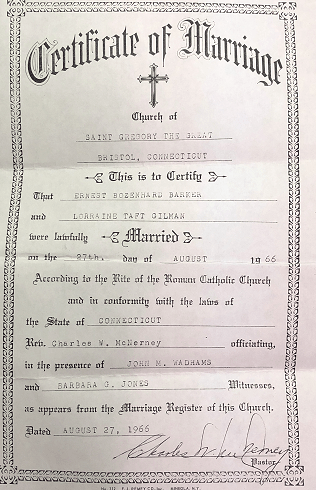 Certificate of Marriage
Church of
SAINT GREGORY THE GREAT
BRISTOL, CONNECTICUT
This is to Certify
That ERNEST BOZENHARD BARKER
and LORRAINE TAFT GILMAN
were lawfully Married
on the 27th. day of AUGUST 1966
According to the Rite of the Roman Catholic Church
and in conformity with the laws of
the State of CONNECTICUT
Rev. Charles W. McNerney officiating,
in the presence of JOHN M. WADHAMS
and BARBARA G. JONES Witnesses,
as appears from the Marriage Register of this Church.
Dated AUGUST 27, 1966
Charles W. McNerney
Pastor